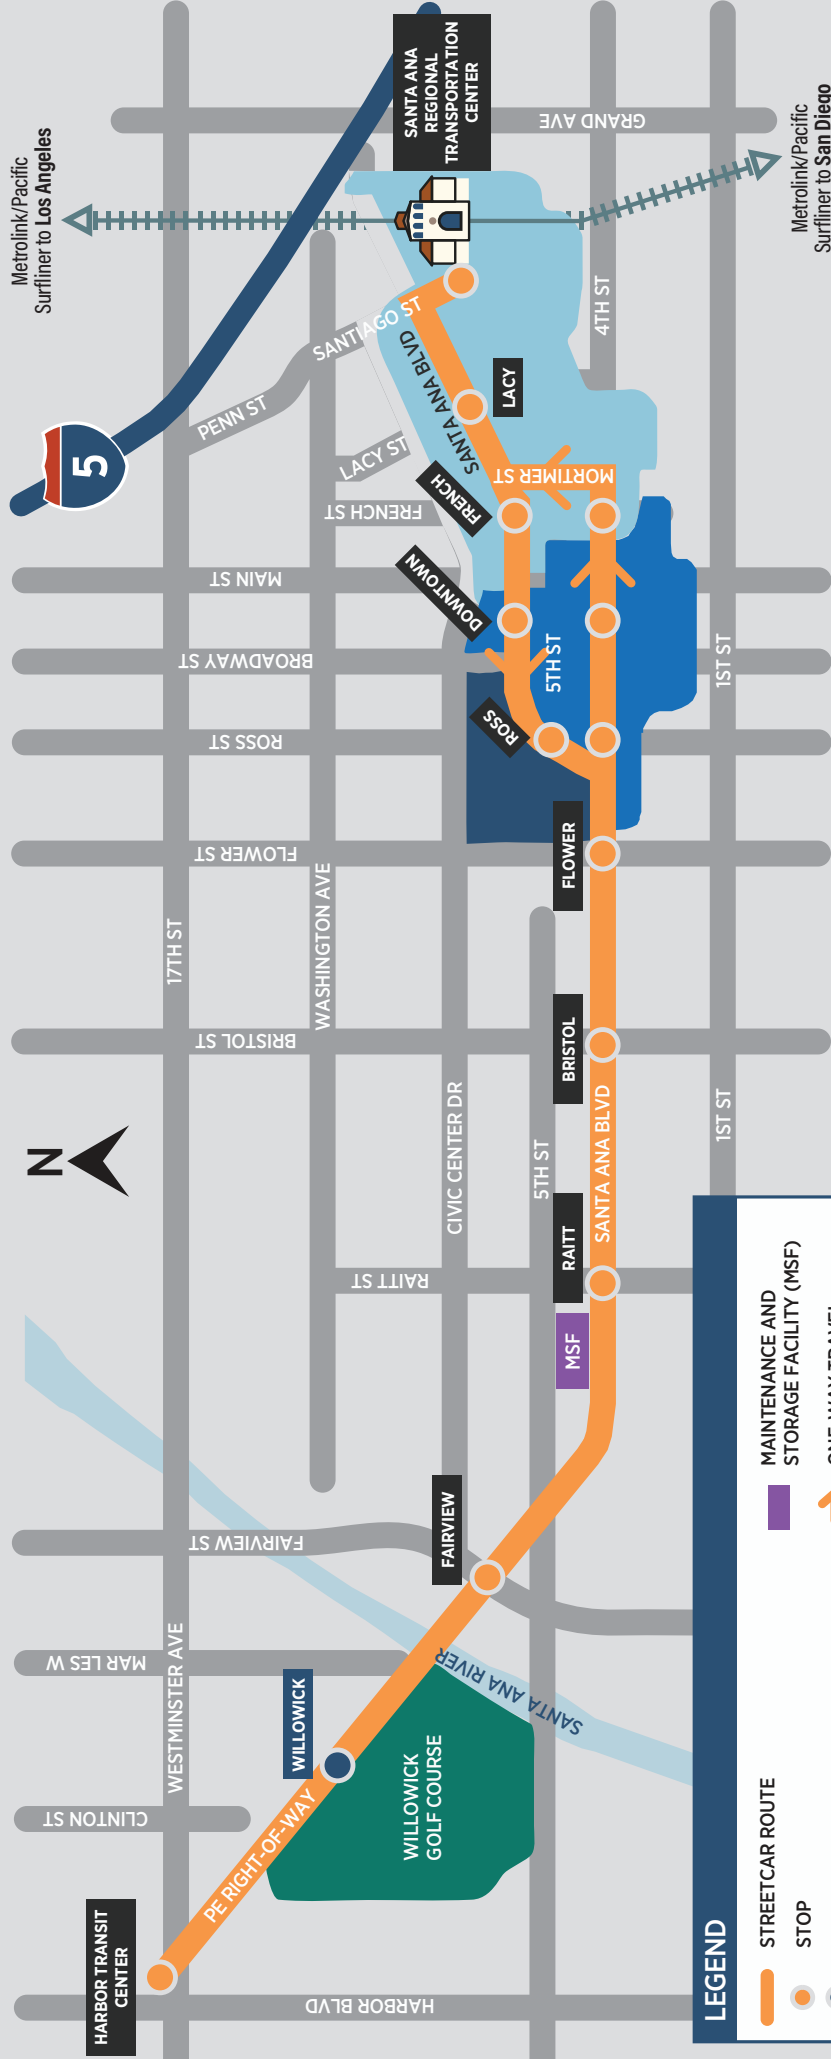 Metrolink/Pacific
Surfliner to Los Angeles
5
N
SANTA ANA
REGIONAL
TRANSPORTATION
CENTER
GRAND AVE
Metrolink/Pacific
Surfliner to San Diego
SANTIAGO ST
PENN ST
LACY ST
FRENCH ST
MAIN ST
BROADWAY ST
ROSS ST
FLOWER ST
BRISTOL ST
RAITT ST
FAIRVIEW ST
MAR LES W
CLINTON ST
HARBOR BLVD
17TH ST
WESTMINSTER AVE
WASHINGTON AVE
CIVIC CENTER DR
SANTA ANA BLVD
4TH ST
MORTIMER ST
5TH ST
5TH ST
1ST ST
1ST ST
SANTA ANA BLVD
PE RIGHT-OF-WAY
SANTA ANA RIVER
HARBOR TRANSIT
CENTER
WILLOWICK
WILLOWICK
GOLF COURSE
FAIRVIEW
MSF
RAITT
BRISTOL
FLOWER
ROSS
DOWNTOWN
FRENCH
LACY
LEGEND
STREETCAR ROUTE
STOP
MAINTENANCE AND
STORAGE FACILITY (MSF)